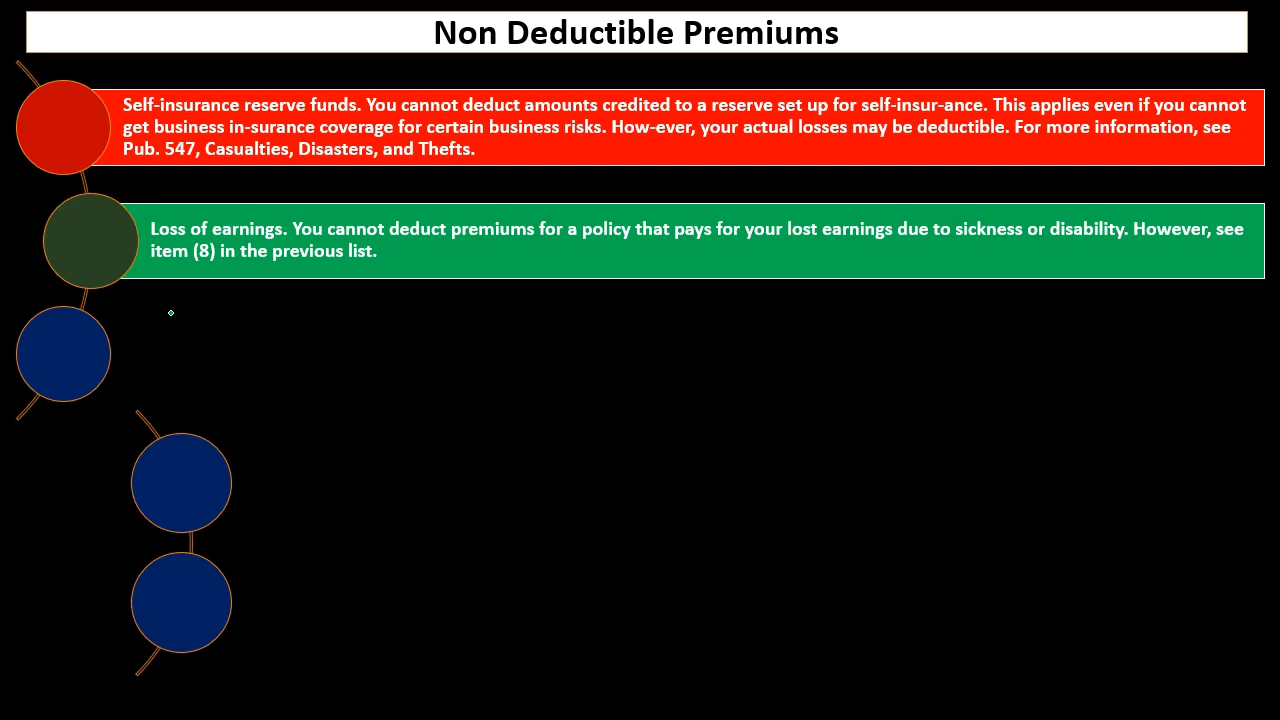 Non Deductible Premiums
Self-insurance reserve funds. You cannot deduct amounts credited to a reserve set up for self-insur-ance. This applies even if you cannot
get business in-surance coverage for certain business risks. How-ever, your actual losses may be deductible. For more information, see
Pub. 547, Casualties, Disasters, and Thefts.
Loss of earnings. You cannot deduct premiums for a policy that pays for your lost earnings due to sickness or disability. However, see
item (8) in the previous list.